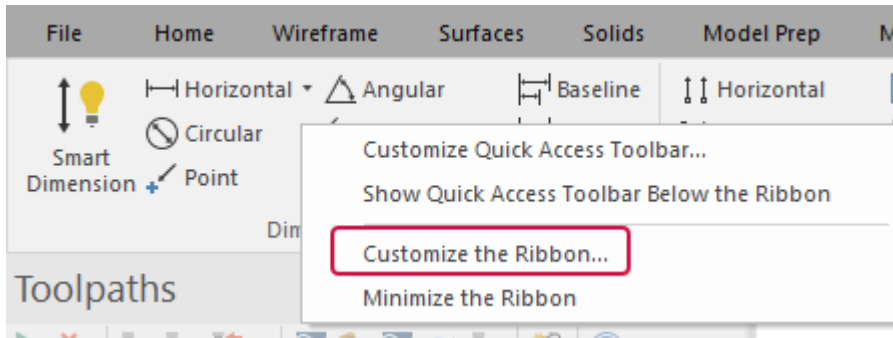 File Home Wireframe Surfaces Solids Model Prep
Horizontal Angular Baseline Horizontal
Circular
Smart
Dimension Point
Customize Quick Access Toolbar...
Show Quick Access Toolbar Below the Ribbon
Customize the Ribbon...
Minimize the Ribbon
Toolpaths